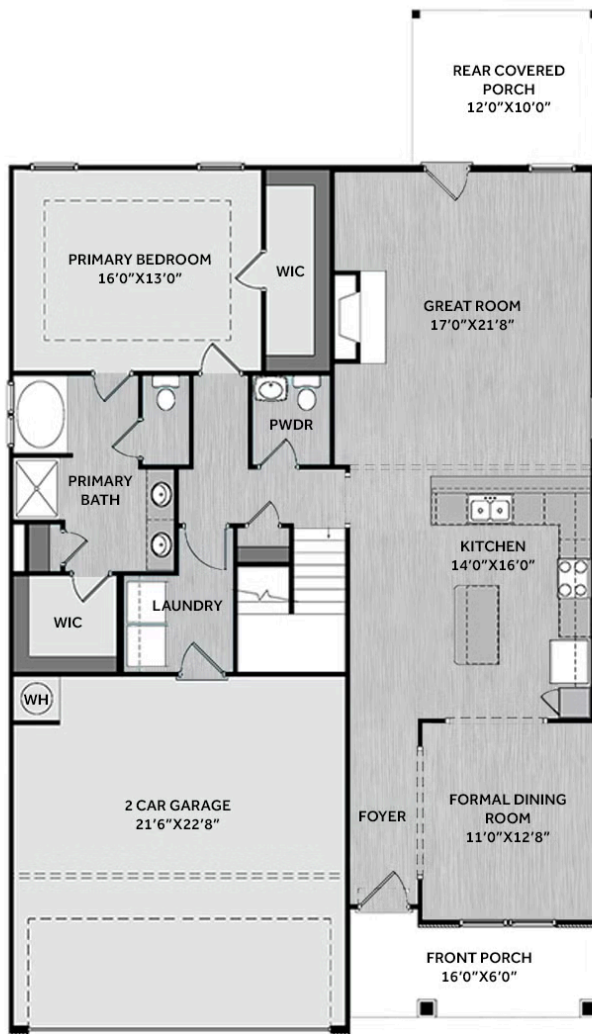 REAR COVERED
PORCH
12'0"X10'0"
PRIMARY BEDROOM
16'0"X13'0"
WIC
GREAT ROOM
17'0"X21'8"
PWDR
PRIMARY
BATH
KITCHEN
14'0"X16'0"
WIC
LAUNDRY
WH
2 CAR GARAGE
21'6"X22'8"
FOYER
FORMAL DINING
ROOM
11'0"X12'8"
FRONT PORCH
16'0"X6'0"